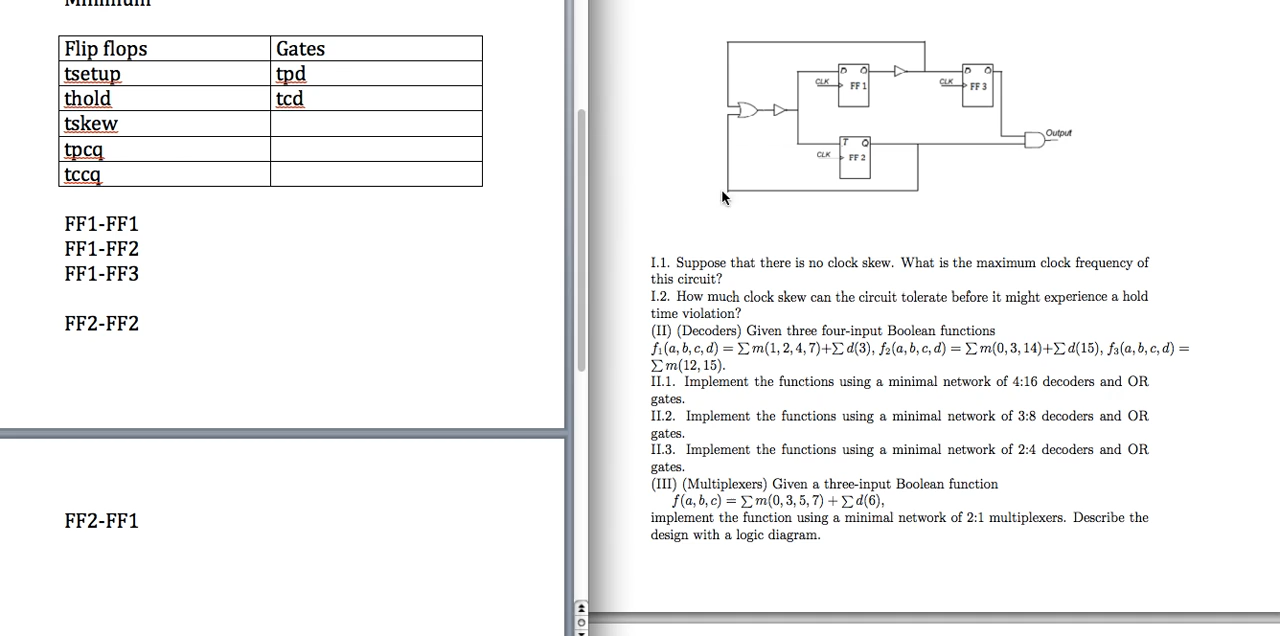 Minimum
Flip flops Gates
tsetup tpd
thold tcd
tskew
tpcq
tccq
FF1-FF1
FF1-FF2
FF1-FF3
FF2-FF2
FF2-FF1
D Q
CLK
FF 1
D Q
CLK
FF 3
T Q
CLK
FF 2
Output
I.1. Suppose that there is no clock skew. What is the maximum clock frequency of
this circuit?
I.2. How much clock skew can the circuit tolerate before it might experience a hold
time violation?
(II) (Decoders) Given three four-input Boolean functions
f₁(a, b, c, d) = ∑ m(1, 2, 4, 7)+∑ d(3), f₂(a, b, c, d) = ∑ m(0, 3, 14)+∑ d(15), f₃(a, b, c, d) =
∑ m(12, 15).
II.1. Implement the functions using a minimal network of 4:16 decoders and OR
gates.
II.2. Implement the functions using a minimal network of 3:8 decoders and OR
gates.
II.3. Implement the functions using a minimal network of 2:4 decoders and OR
gates.
(III) (Multiplexers) Given a three-input Boolean function
f(a, b, c) = ∑ m(0, 3, 5, 7) + ∑ d(6),
implement the function using a minimal network of 2:1 multiplexers. Describe the
design with a logic diagram.